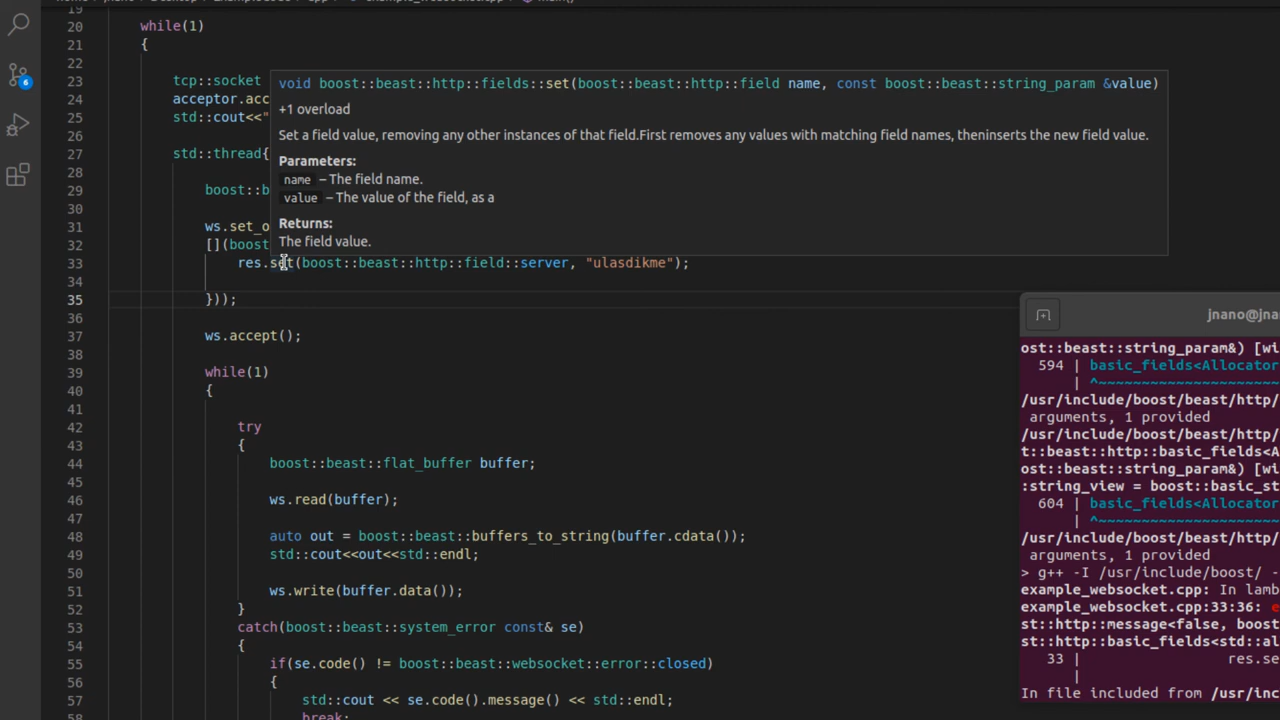 19
20 while(1)
21 {
22
23 tcp::socket
24 acceptor.acc
25 std::cout<<"
26
27 std::thread{
28
29 boost::b
30
31 ws.set_o
32 [](boost
void boost::beast::http::fields::set(boost::beast::http::field name, const boost::beast::string_param &value)
+1 overload
Set a field value, removing any other instances of that field.First removes any values with matching field names, theninserts the new field value.
Parameters:
name – The field name.
value – The value of the field, as a
Returns:
The field value.
33 res.set(boost::beast::http::field::server, "ulasdikme");
34
35 }));
36
37 ws.accept();
38
39 while(1)
40 {
41
42 try
43 {
44 boost::beast::flat_buffer buffer;
45
46 ws.read(buffer);
47
48 auto out = boost::beast::buffers_to_string(buffer.cdata());
49 std::cout<<out<<std::endl;
50
51 ws.write(buffer.data());
52 }
53 catch(boost::beast::system_error const& se)
54 {
55 if(se.code() != boost::beast::websocket::error::closed)
56 {
57 std::cout << se.code().message() << std::endl;
58 break;
6
jnano@jna
ost::beast::string_param&) [wi
594 | basic_fields<Allocator
| ^~~~~~~~~~~~~~~~~~~~~~~
/usr/include/boost/beast/http/
arguments, 1 provided
/usr/include/boost/beast/http/
t::beast::http::basic_fields<A
ost::beast::string_param&) [wi
:string_view = boost::basic_st
604 | basic_fields<Allocator
| ^~~~~~~~~~~~~~~~~~~~~~~
/usr/include/boost/beast/http/
arguments, 1 provided
> g++ -I /usr/include/boost/ -
example_websocket.cpp: In lamb
example_websocket.cpp:33:36: e
st::http::message<false, boost
st::http::basic_fields<std::al
33 | res.se
|
In file included from /usr/inc